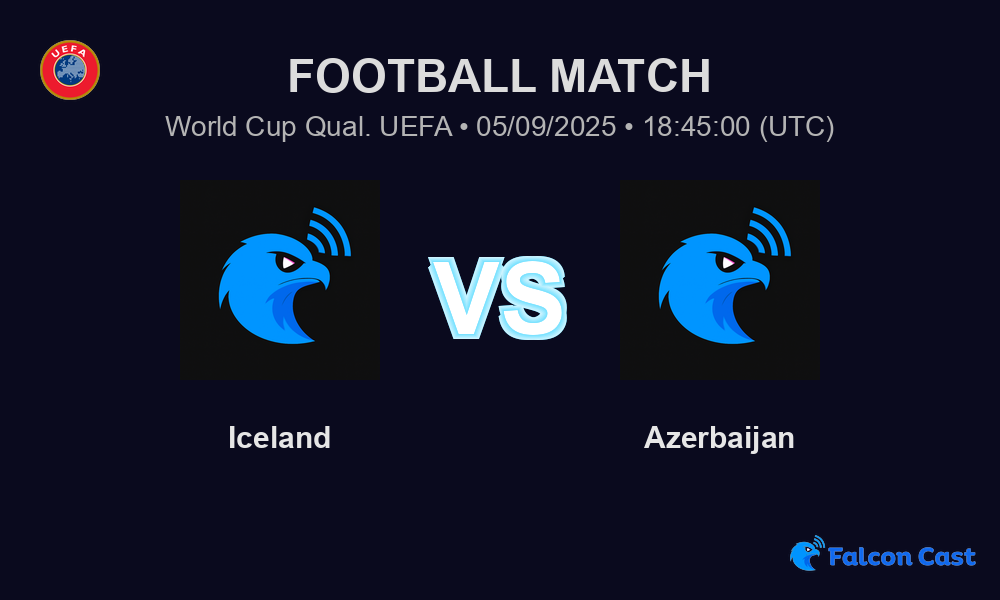 UEFA
FOOTBALL MATCH
World Cup Qual. UEFA • 05/09/2025 • 18:45:00 (UTC)
VS
Iceland
Azerbaijan
Falcon Cast